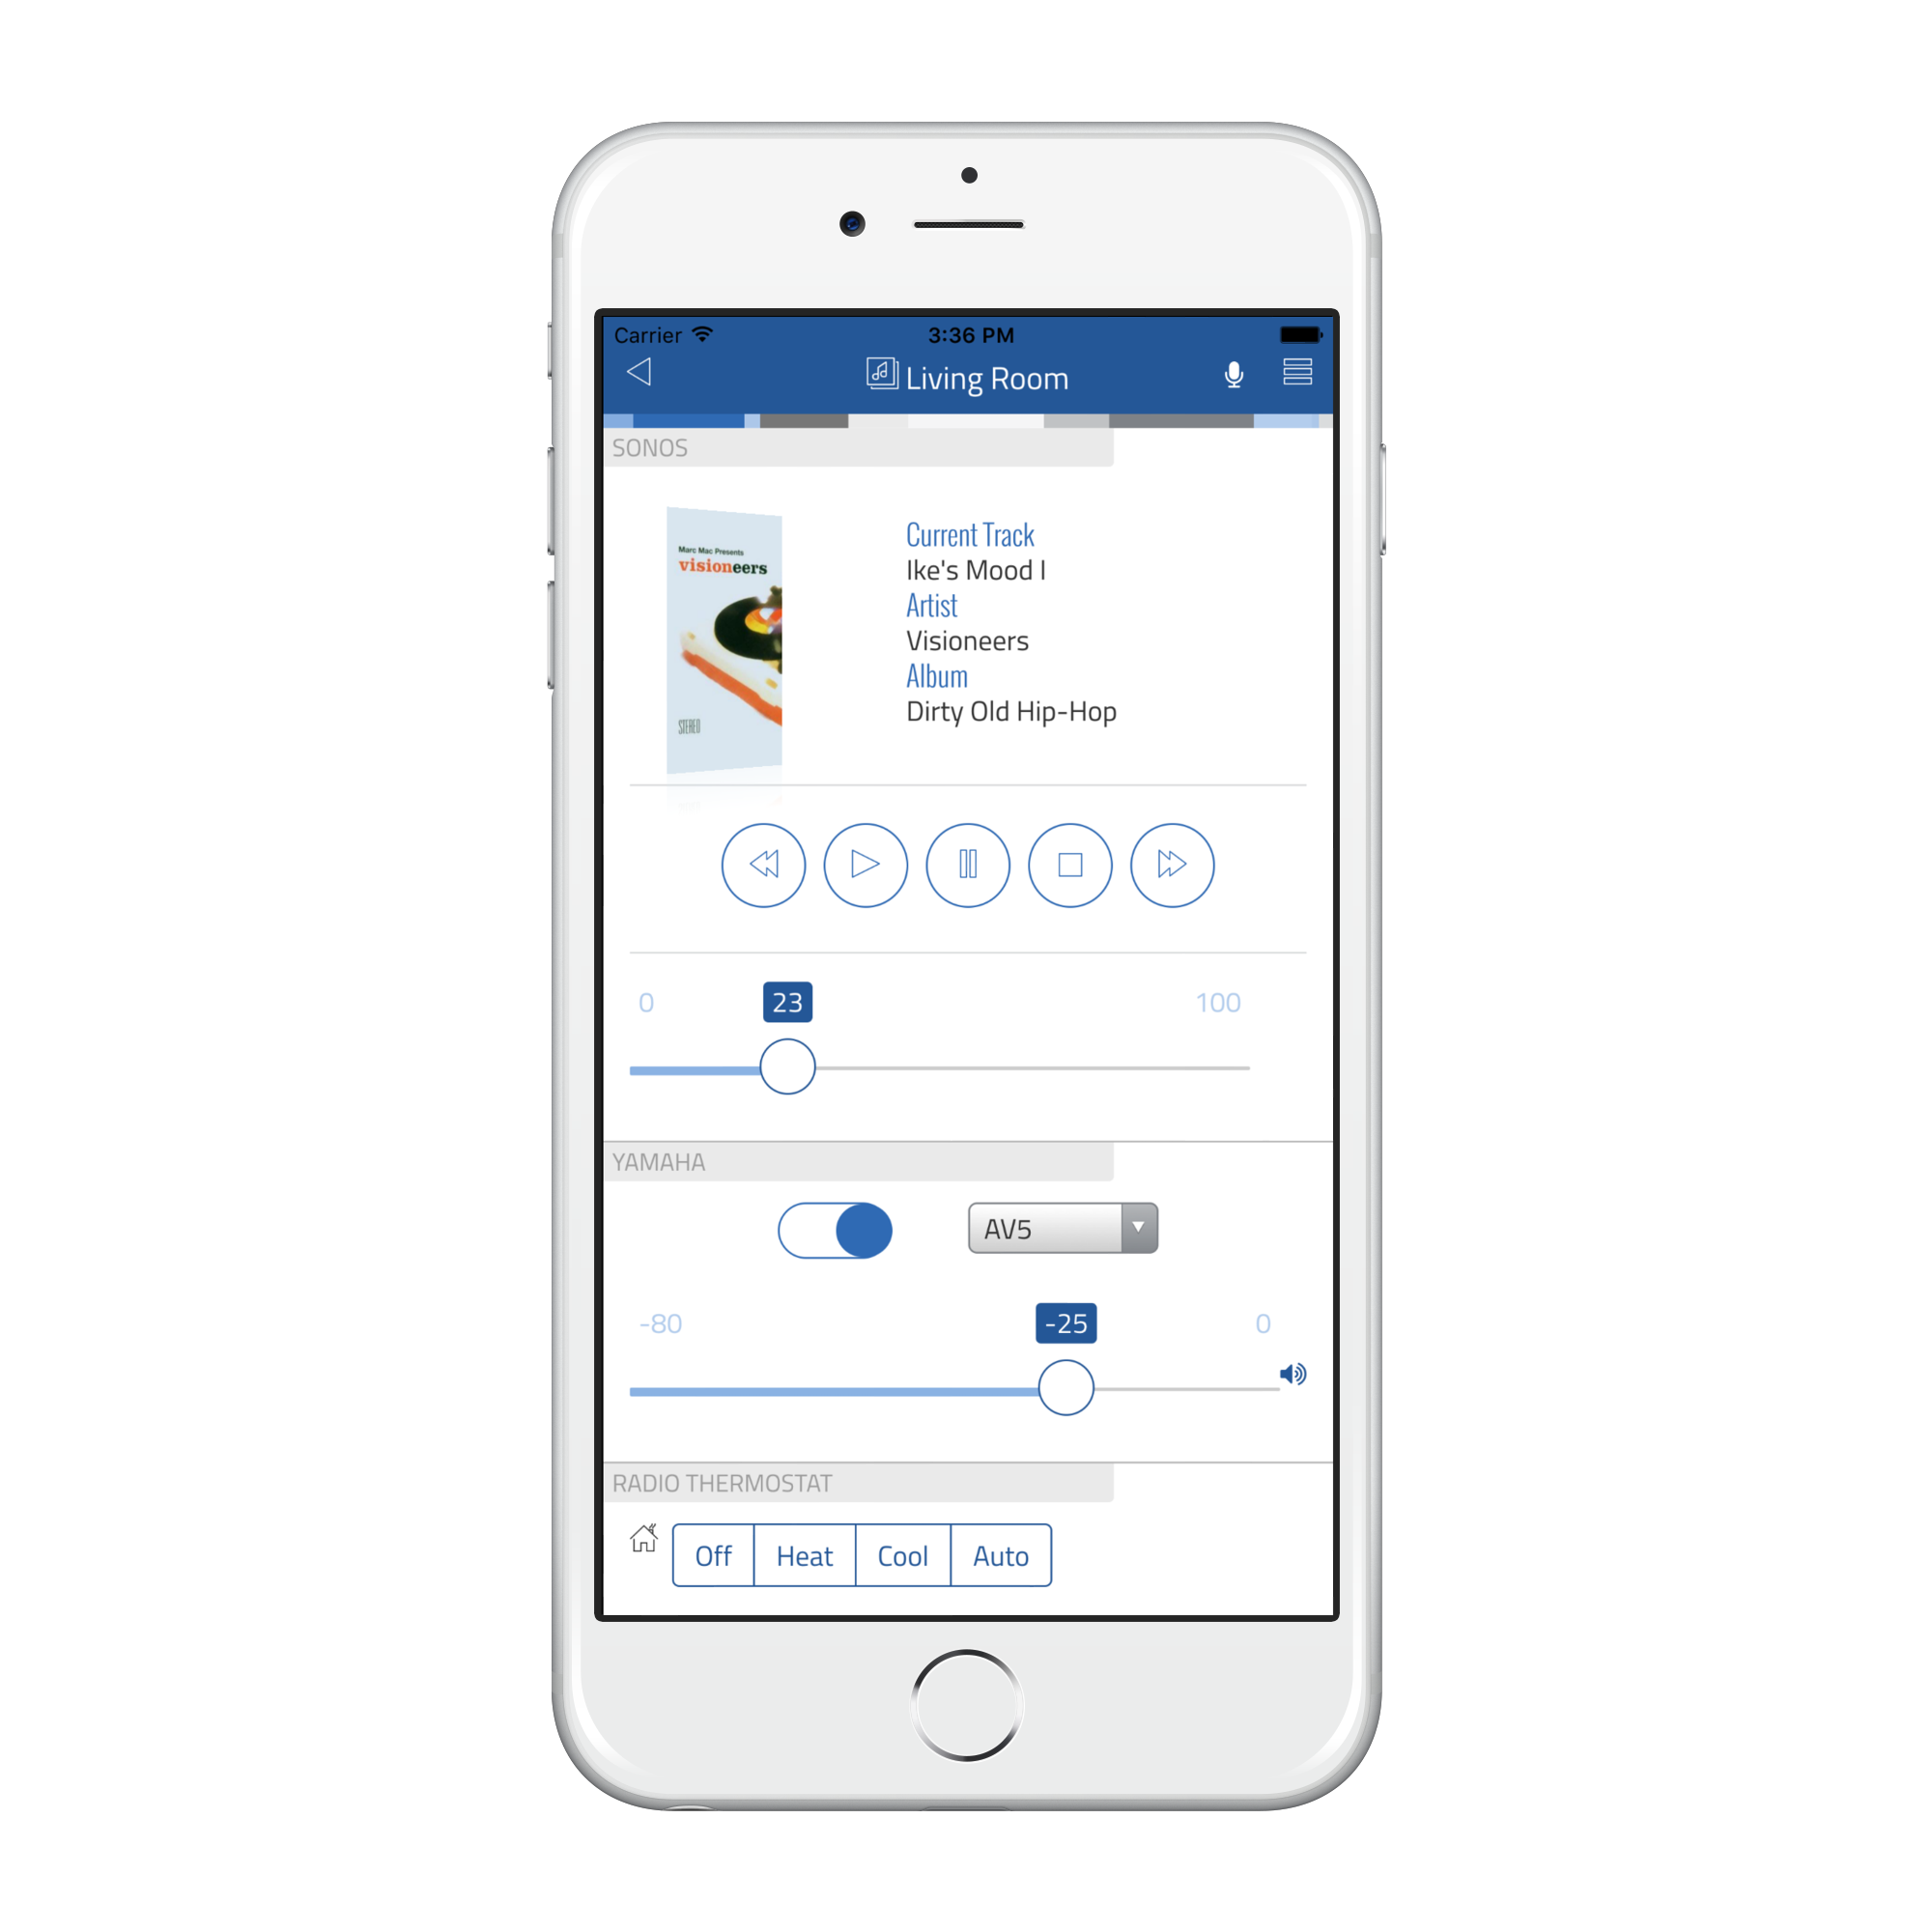 Carrier 3:36 PM
Living Room
SONOS
Marc Mac Presents
visioneers
STEREO
Current Track
Ike's Mood I
Artist
Visioneers
Album
Dirty Old Hip-Hop
0 23 100
YAMAHA
AV5
-80 -25 0
RADIO THERMOSTAT
Off Heat Cool Auto